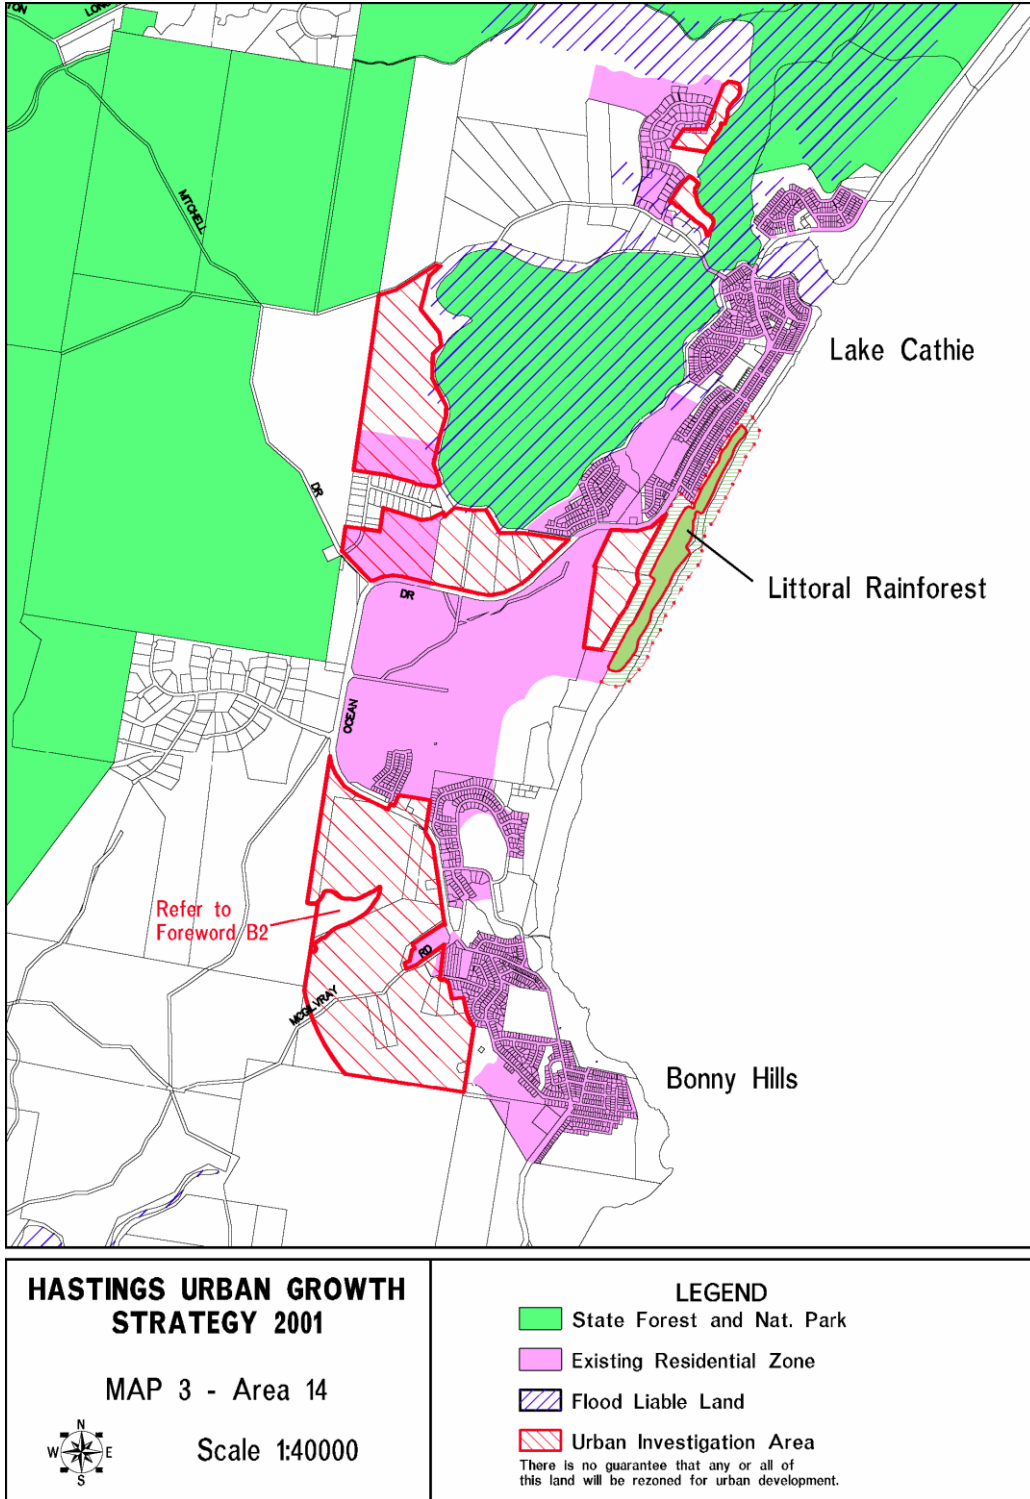 TON
LONG
MITCHELL
Lake Cathie
DR
Littoral Rainforest
DR
OCEAN
Refer to
Foreword B2
RD
MCGILVRAY
Bonny Hills
HASTINGS URBAN GROWTH
STRATEGY 2001
MAP 3 - Area 14
N
W E
S
Scale 1:40000
LEGEND
State Forest and Nat. Park
Existing Residential Zone
Flood Liable Land
Urban Investigation Area
There is no guarantee that any or all of
this land will be rezoned for urban development.